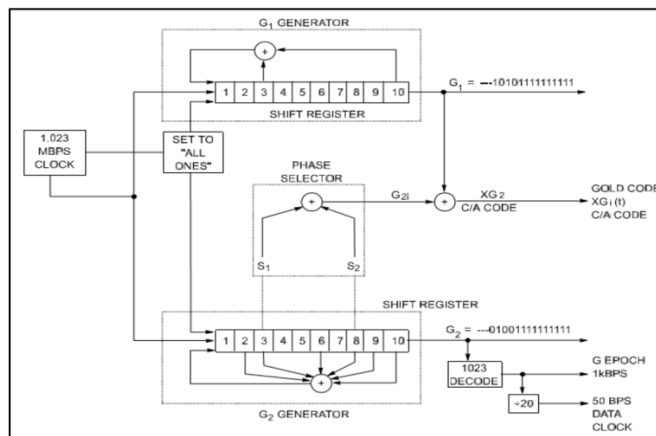 G1 GENERATOR
+
1 2 3 4 5 6 7 8 9 10
SHIFT REGISTER
G1 = ---10101111111111
1.023
MBPS
CLOCK
SET TO
"ALL
ONES"
PHASE
SELECTOR
+
S1 S2
G2i
+
XG2
C/A CODE
GOLD CODE
XGi (t)
C/A CODE
SHIFT REGISTER
1 2 3 4 5 6 7 8 9 10
+
G2 GENERATOR
G2 = ---01001111111111
1023
DECODE
G EPOCH
1kBPS
÷20
50 BPS
DATA
CLOCK